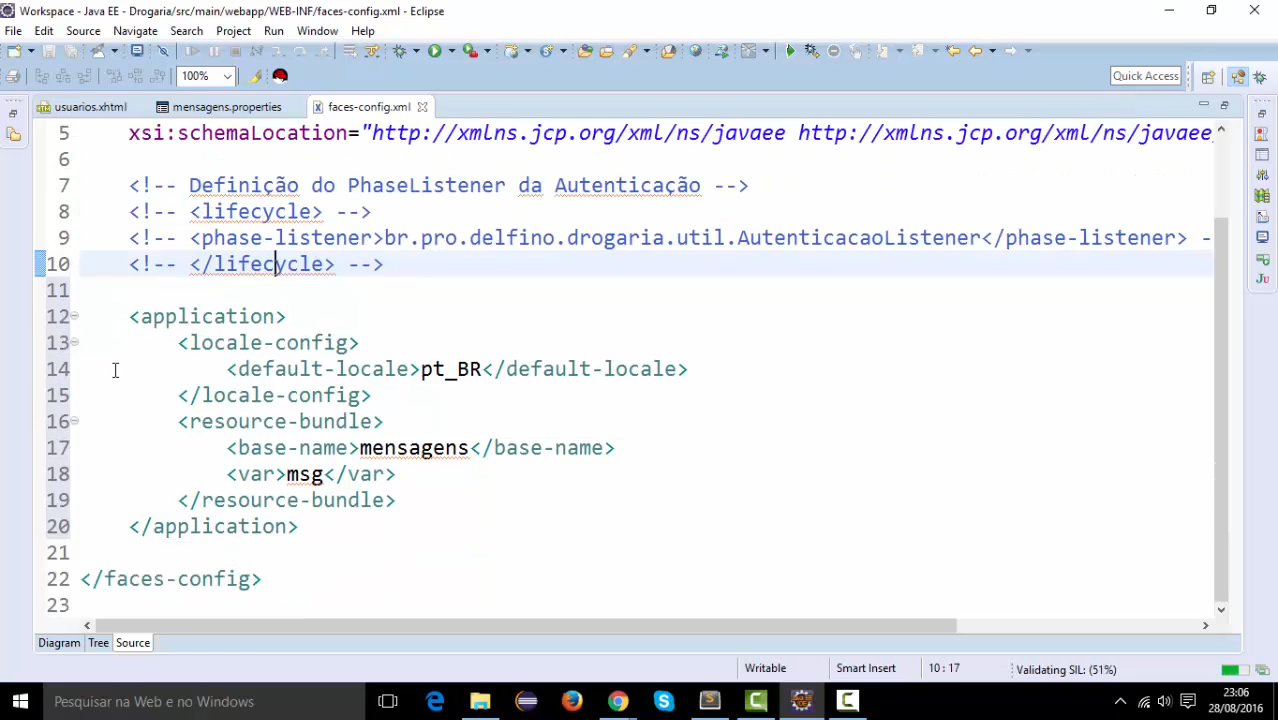 Workspace - Java EE - Drogaria/src/main/webapp/WEB-INF/faces-config.xml - Eclipse
File Edit Source Navigate Search Project Run Window Help
100% Quick Access
usuarios.xhtml mensagens.properties faces-config.xml
5 xsi:schemaLocation="http://xmlns.jcp.org/xml/ns/javaee http://xmlns.jcp.org/xml/ns/javaee/
6
7 <!-- Definição do PhaseListener da Autenticação -->
8 <!-- <lifecycle> -->
9 <!-- <phase-listener>br.pro.delfino.drogaria.util.AutenticacaoListener</phase-listener> -
10 <!-- </lifecycle> -->
11
12 <application>
13 <locale-config>
14 <default-locale>pt_BR</default-locale>
15 </locale-config>
16 <resource-bundle>
17 <base-name>mensagens</base-name>
18 <var>msg</var>
19 </resource-bundle>
20 </application>
21
22 </faces-config>
23
Diagram Tree Source
Writable Smart Insert 10 : 17 Validating SIL: (51%)
Pesquisar na Web e no Windows
23:06
28/08/2016